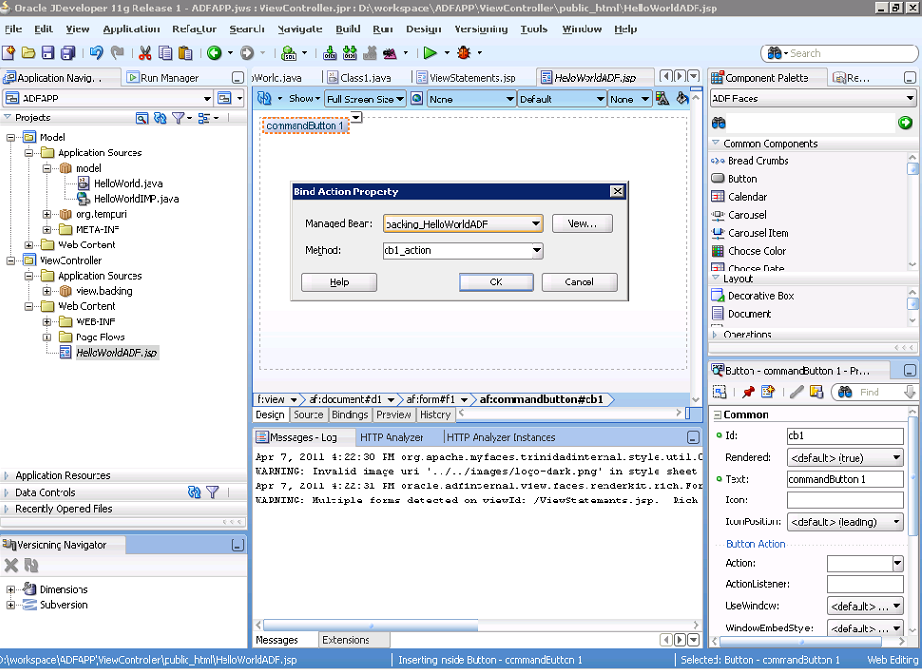 Oracle JDeveloper 11g Release 1 - ADFAPP.jws : ViewController.jpr : D:\workspace\ADFAPP\ViewController\public_html\HelloWorldADF.jsp
File Edit View Application Refactor Search Navigate Build Run Design Versioning Tools Window Help
Search
Application Navig... Run Manager
ADFAPP
Projects
Model
Application Sources
model
HelloWorld.java
HelloWorldIMP.java
org.tempuri
META-INF
Web Content
ViewController
Application Sources
view.backing
Web Content
WEB-INF
Page Flows
HelloWorldADF.jsp
Application Resources
Data Controls
Recently Opened Files
Versioning Navigator
Dimensions
Subversion
oWorlc.java Class1.java ViewStatements.jsp HelloWorldADF.jsp
Show Full Screen Size None Default None
commandButton 1
Bind Action Property
Managed Bean: backing_HelloWorldADF New...
Method: cb1_action
Help OK Cancel
f:view af:document#d1 af:form#f1 af:commandbutton#cb1
Design Source Bindings Preview History
Messages - Log HTTP Analyzer HTTP Analyzer Instances
Apr 7, 2011 4:22:30 PM org.apache.myfaces.trinidadinternal.style.util.C
WARNING: Invalid image uri '../../images/logo-dark.png' in style sheet
Apr 7, 2011 4:22:31 PM oracle.adfinternal.view.faces.renderkit.rich.For
WARNING: Multiple forms detected on viewId: /ViewStatements.jsp. Rich
Messages Extensions
Component Palette Re...
ADF Faces
Common Components
Bread Crumbs
Button
Calendar
Carousel
Carousel Item
Choose Color
Choose Date
Layout
Decorative Box
Document
Operations
Button - commandButton 1 - Pr...
Find
Common
Id: cb1
Rendered: <default> (true)
Text: commandButton 1
Icon:
IconPosition: <default> (leading)
Button Action
Action:
ActionListener:
UseWindow: <default> ...
WindowEmbedStyle: <default> ...
D:\workspace\ADFAPP\ViewController\public_html\HelloWorldADF.jsp Inserting inside Button - commandButton 1 Selected: Button - commandButton 1 Web Editing